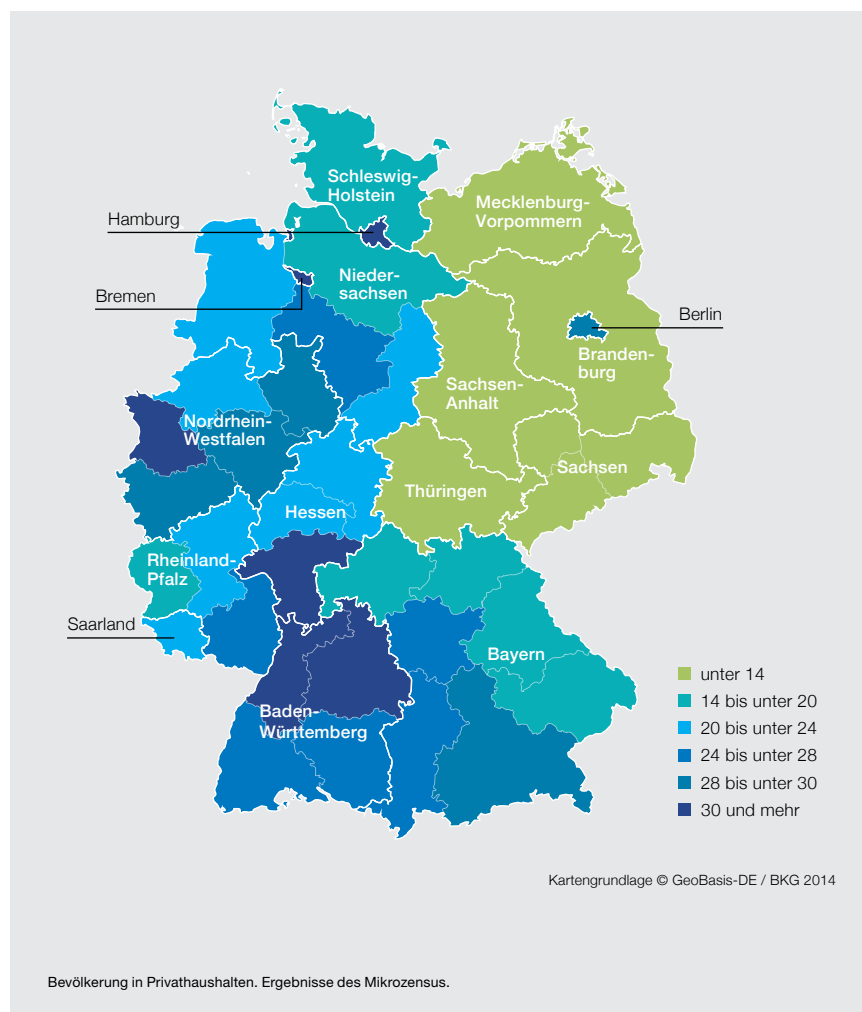 Schleswig-
Holstein
Mecklenburg-
Vorpommern
Hamburg
Nieder-
sachsen
Bremen
Berlin
Branden-
burg
Sachsen-
Anhalt
Nordrhein-
Westfalen
Sachsen
Thüringen
Hessen
Rheinland-
Pfalz
Saarland
Bayern
Baden-
Württemberg
unter 14
14 bis unter 20
20 bis unter 24
24 bis unter 28
28 bis unter 30
30 und mehr
Kartengrundlage © GeoBasis-DE / BKG 2014
Bevölkerung in Privathaushalten. Ergebnisse des Mikrozensus.